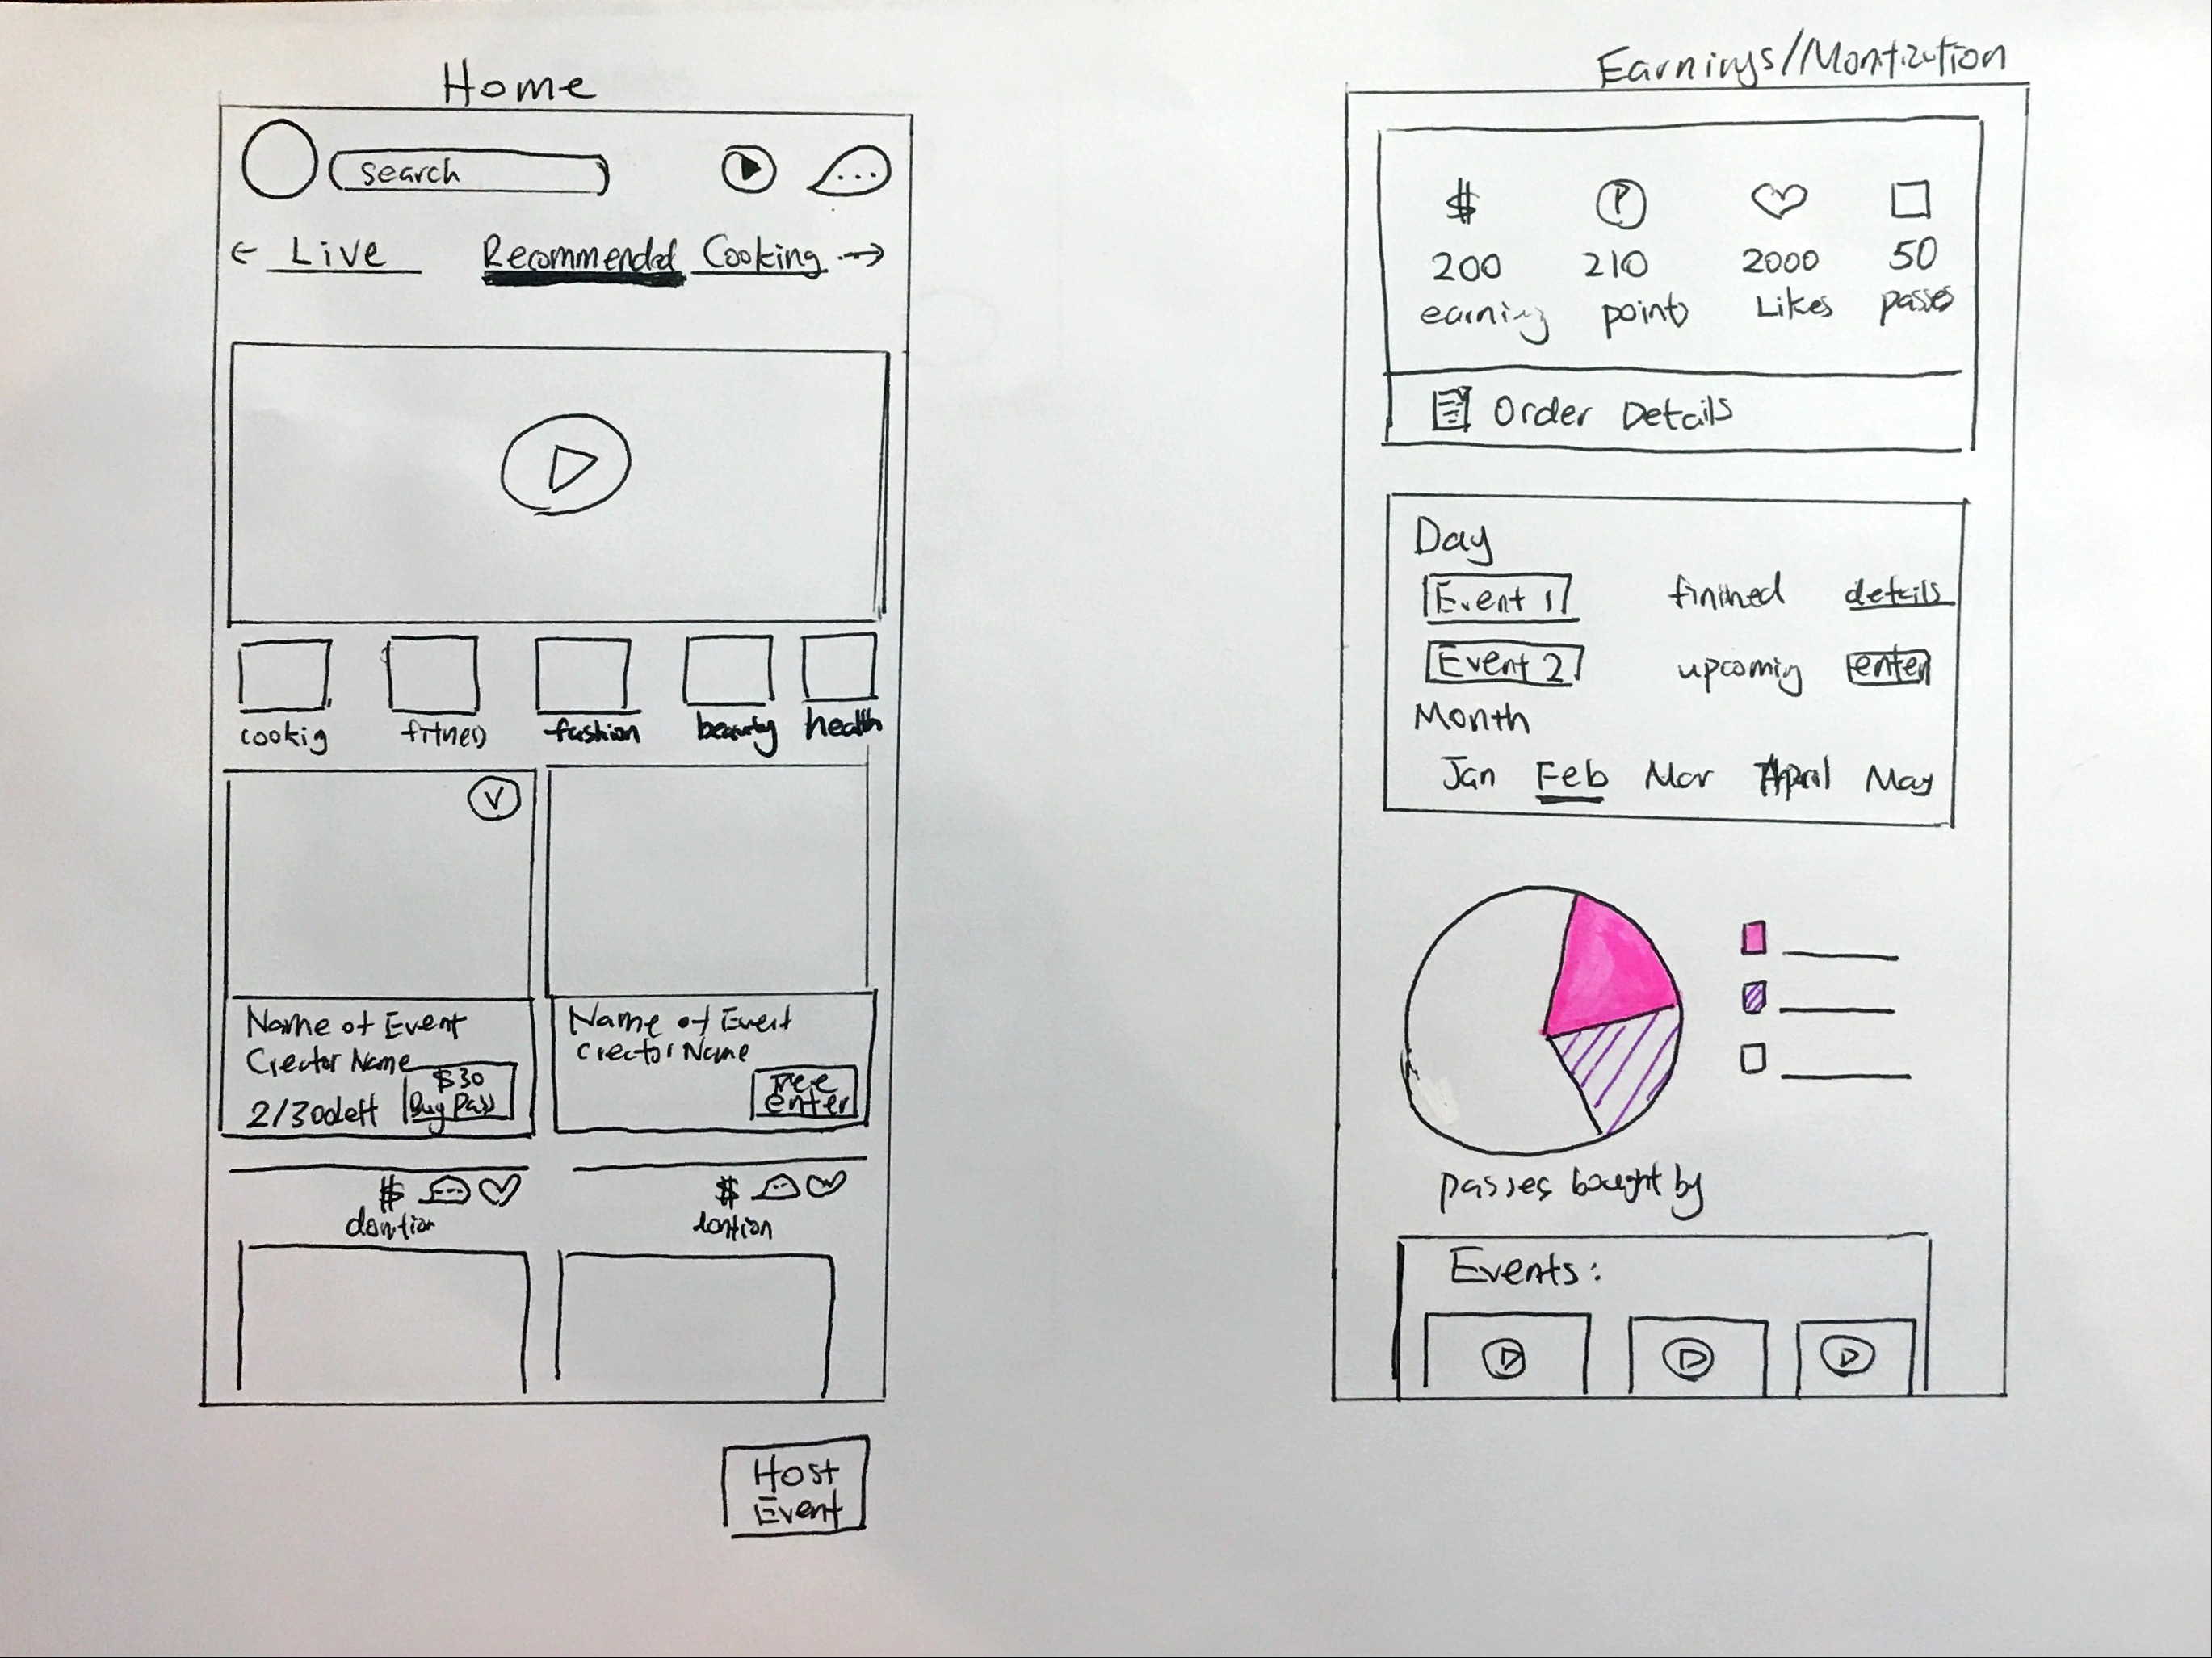 Home
search
← Live Recommended Cooking →
cookig fitness fashion beauty health
V
Name of Event
Creator Name
$30
2/30 left Buy Pass
Name of Event
Creator Name
Free
enter
$ $
dontion dontion
Host
Event
Earnings//Montization
$ P
200 210 2000 50
earning points Likes passes
Order Details
Day
Event 1 finished details
Event 2 upcoming enter
Month
Jan Feb Mar April May
passes bought by
Events: